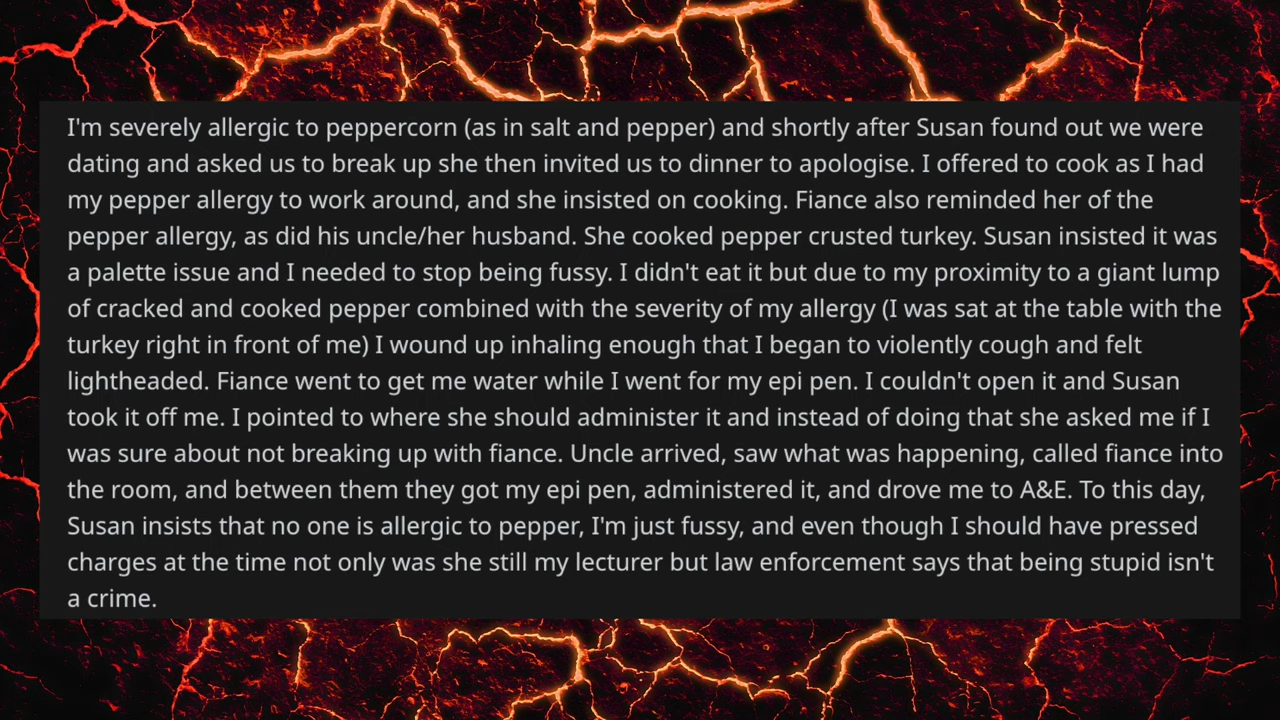 I'm severely allergic to peppercorn (as in salt and pepper) and shortly after Susan found out we were
dating and asked us to break up she then invited us to dinner to apologise. I offered to cook as I had
my pepper allergy to work around, and she insisted on cooking. Fiance also reminded her of the
pepper allergy, as did his uncle/her husband. She cooked pepper crusted turkey. Susan insisted it was
a palette issue and I needed to stop being fussy. I didn't eat it but due to my proximity to a giant lump
of cracked and cooked pepper combined with the severity of my allergy (I was sat at the table with the
turkey right in front of me) I wound up inhaling enough that I began to violently cough and felt
lightheaded. Fiance went to get me water while I went for my epi pen. I couldn't open it and Susan
took it off me. I pointed to where she should administer it and instead of doing that she asked me if I
was sure about not breaking up with fiance. Uncle arrived, saw what was happening, called fiance into
the room, and between them they got my epi pen, administered it, and drove me to A&E. To this day,
Susan insists that no one is allergic to pepper, I'm just fussy, and even though I should have pressed
charges at the time not only was she still my lecturer but law enforcement says that being stupid isn't
a crime.